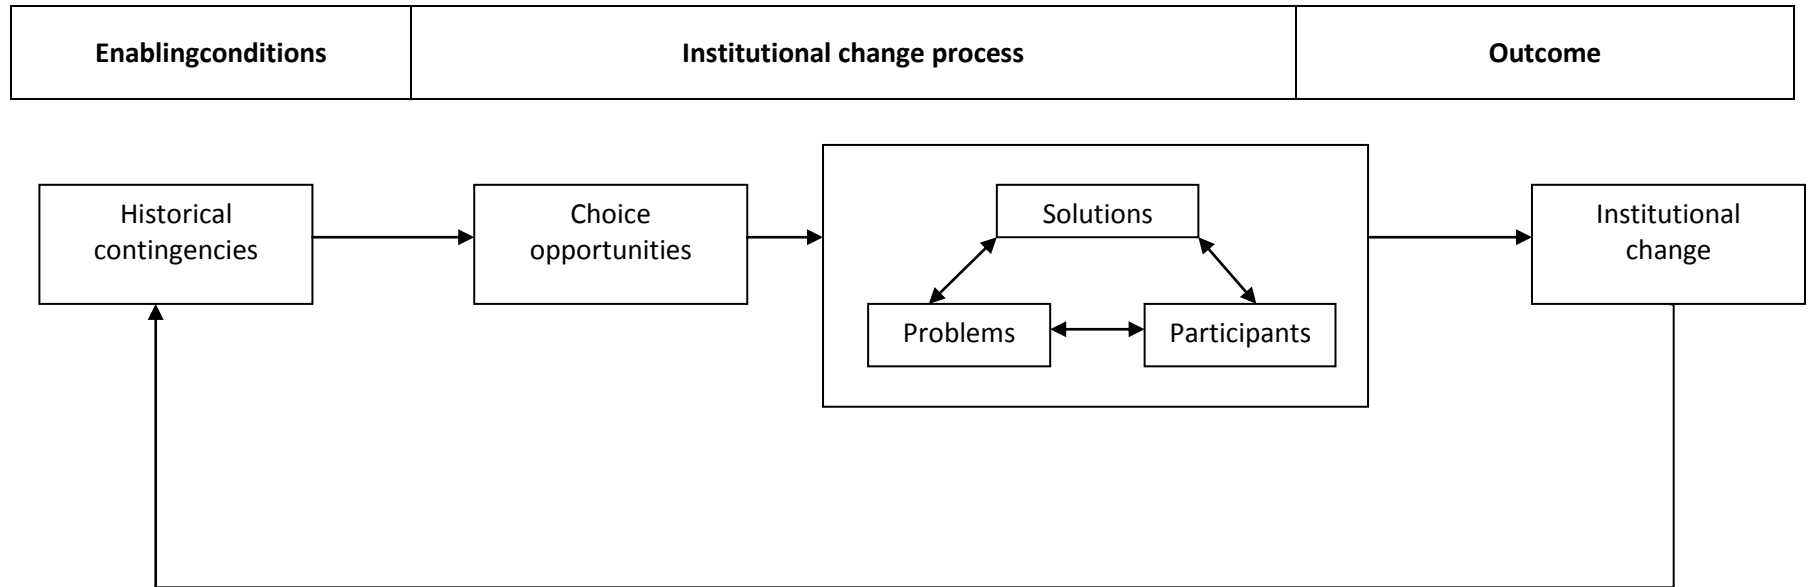 Enablingconditions
Institutional change process
Outcome
Historical
contingencies
Choice
opportunities
Solutions
Problems
Participants
Institutional
change